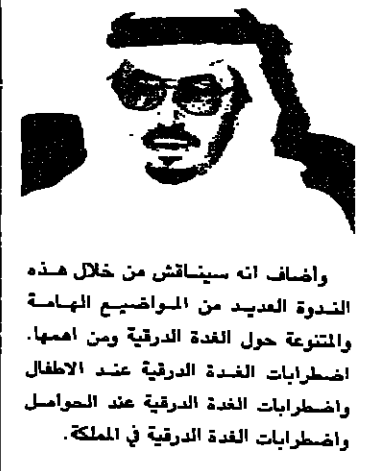 وأضاف انه سيناقش من خلال هذه
الندوة العديد من المواضيع الهامة
والمتنوعة حول الغدة الدرقية ومن اهمها.
اضطرابات الغدة الدرقية عند الاطفال
واضطرابات الغدة الدرقية عند الحوامل
واضطرابات الغدة الدرقية في المملكة.